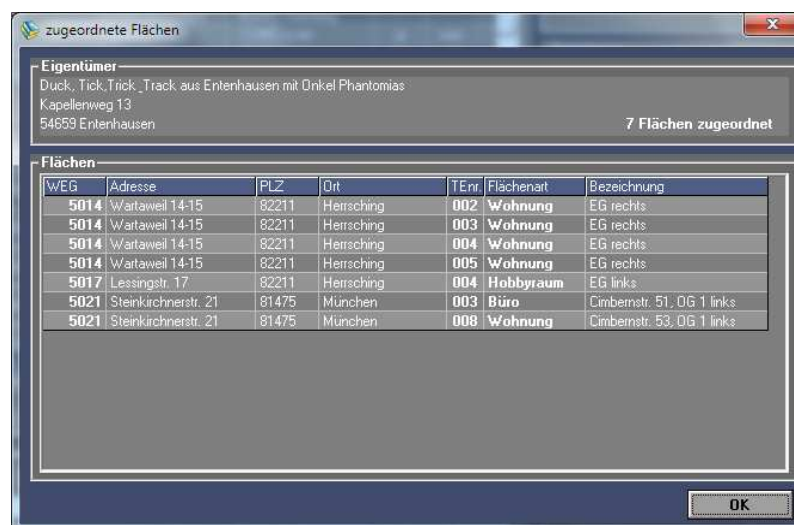 zugeordnete Flächen
Eigentümer
Duck, Tick,Trick ,Track aus Entenhausen mit Onkel Phantomias
Kapellenweg 13
54659 Entenhausen 7 Flächen zugeordnet
Flächen
WEG Adresse PLZ Ort TEnr. Flächenart Bezeichnung
5014 Wartaweil 14-15 82211 Herrsching 002 Wohnung EG rechts
5014 Wartaweil 14-15 82211 Herrsching 003 Wohnung EG rechts
5014 Wartaweil 14-15 82211 Herrsching 004 Wohnung EG rechts
5014 Wartaweil 14-15 82211 Herrsching 005 Wohnung EG rechts
5017 Lessingstr. 17 82211 Herrsching 004 Hobbyraum EG links
5021 Steinkirchnerstr. 21 81475 München 003 Büro Cimbernstr. 51, OG 1 links
5021 Steinkirchnerstr. 21 81475 München 008 Wohnung Cimbernstr. 53, OG 1 links
OK